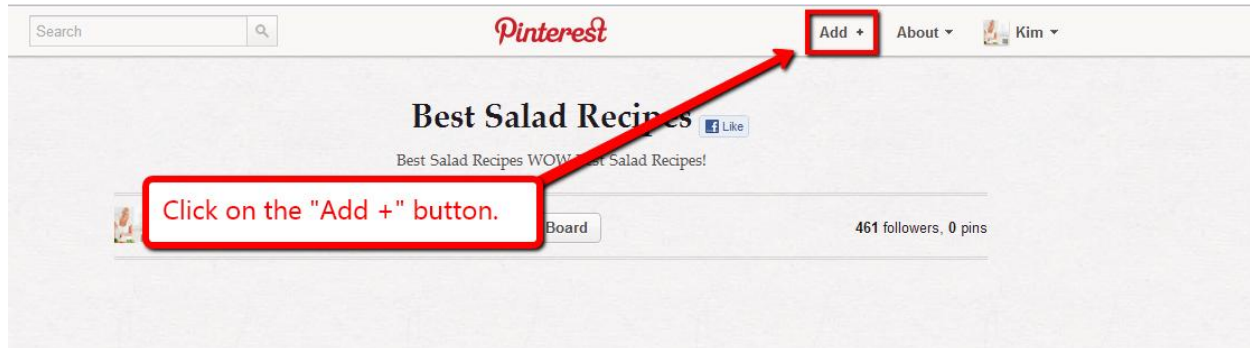 Search
Pinterest
Add +
About
Kim
Best Salad Recipes
Like
Best Salad Recipes WOW Best Salad Recipes!
Click on the "Add +" button.
Board
461 followers, 0 pins